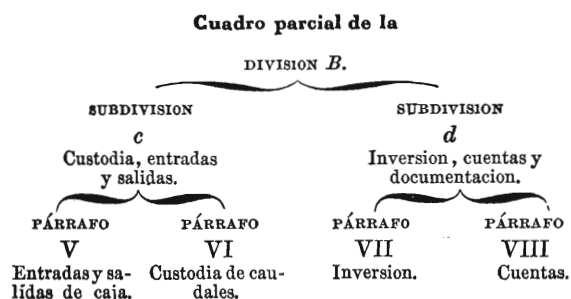 Cuadro parcial de la
DIVISION B.
SUBDIVISION
c
Custodia, entradas
y salidas.
SUBDIVISION
d
Inversion, cuentas y
documentacion.
PÁRRAFO
V
Entradas y sa-
lidas de caja.
PÁRRAFO
VI
Custodia de cau-
dales.
PÁRRAFO
VII
Inversion.
PÁRRAFO
VIII
Cuentas.